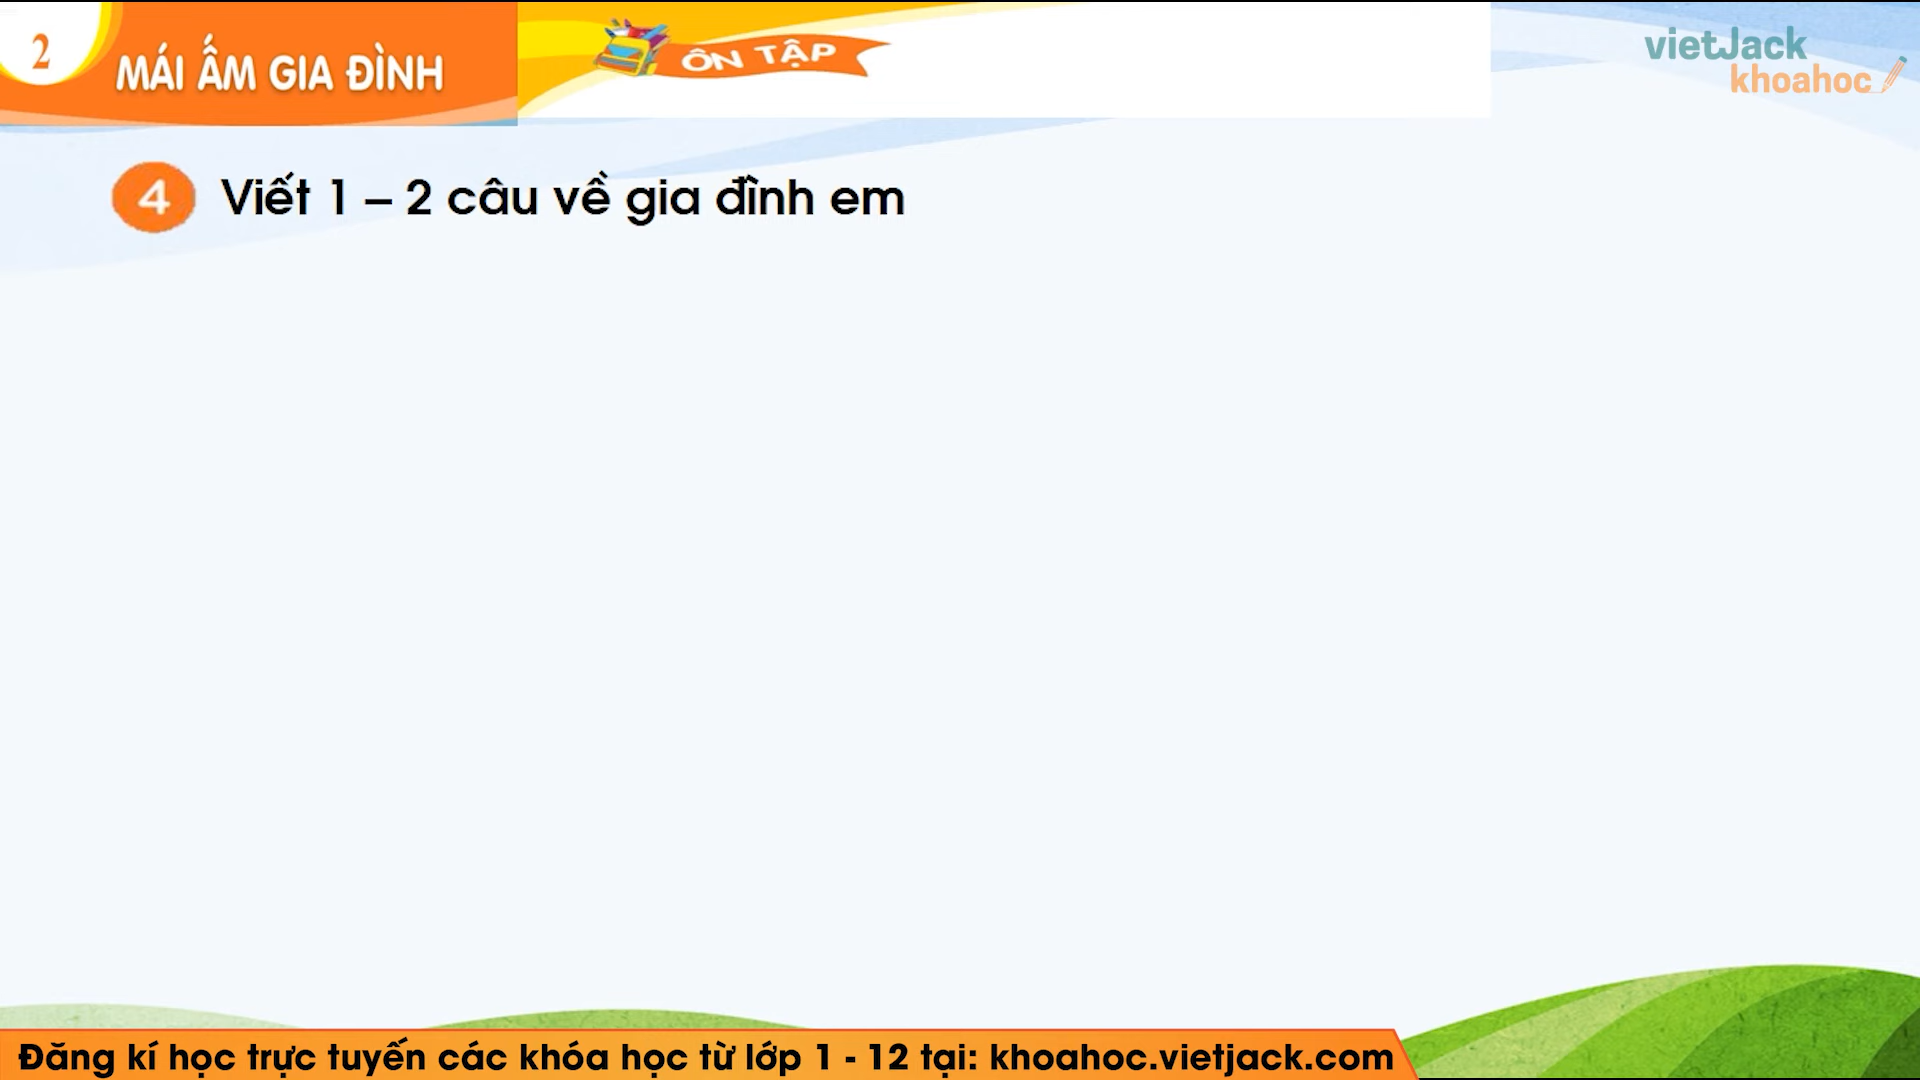 2
MÁI ẤM GIA ĐÌNH
ÔN TẬP
vietJack
khoahoc
4 Viết 1 – 2 câu về gia đình em
Đăng kí học trực tuyến các khóa học từ lớp 1 - 12 tại: khoahoc.vietjack.com